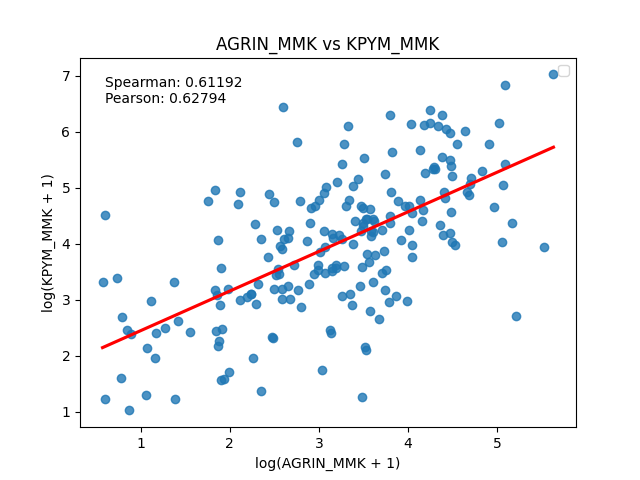 AGRIN_MMK vs KPYM_MMK
Spearman: 0.61192
Pearson: 0.62794
7
6
5
4
3
2
1
log(KPYM_MMK + 1)
1 2 3 4 5
log(AGRIN_MMK + 1)